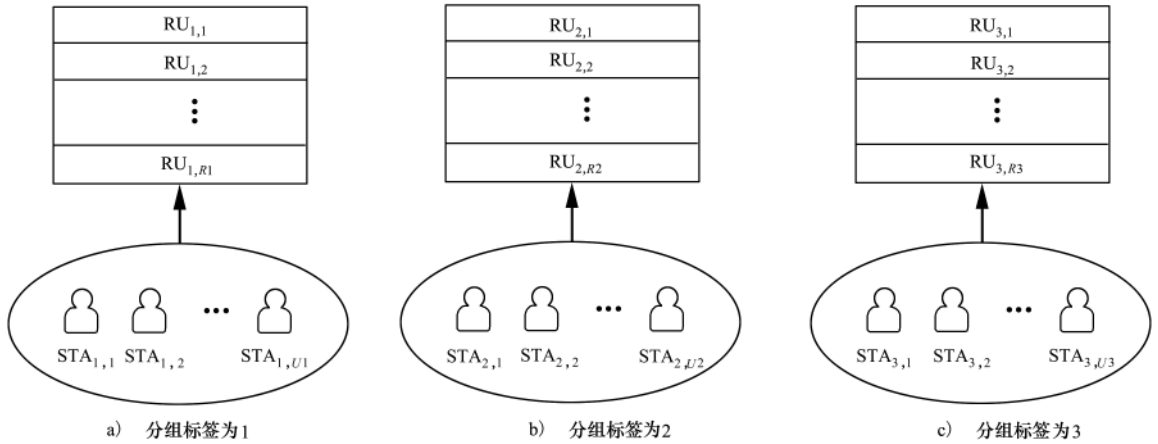 RU1,1 RU2,1 RU3,1
RU1,2 RU2,2 RU3,2
RU1,R1 RU2,R2 RU3,R3
STA1,1 STA1,2 ••• STA1,U1 STA2,1 STA2,2 ••• STA2,U2 STA3,1 STA3,2 ••• STA3,U3
a) 分组标签为1 b) 分组标签为2 c) 分组标签为3